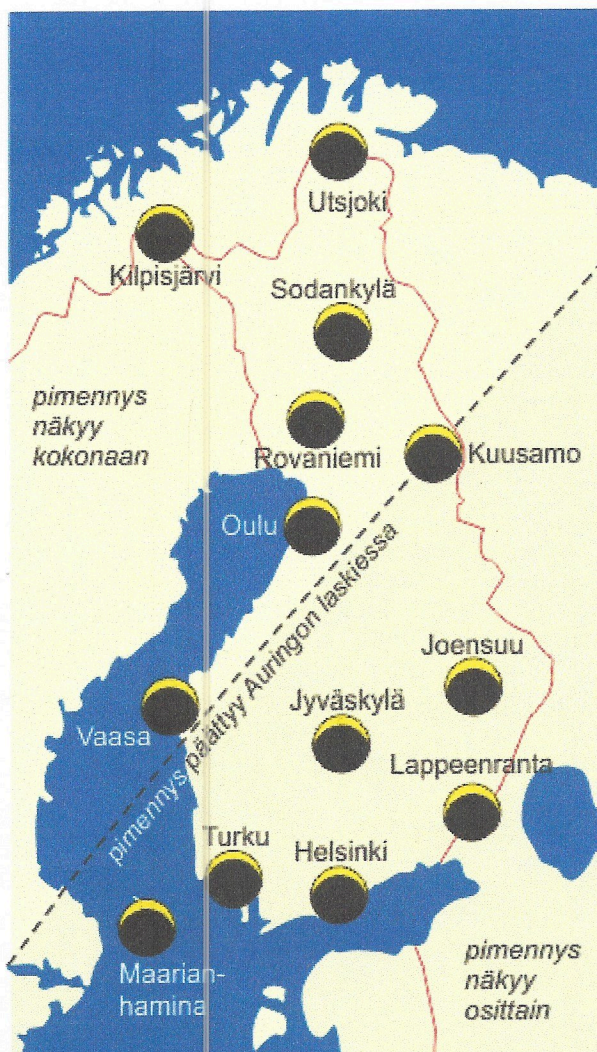 Utsjoki
Kilpisjärvi
Sodankylä
pimennys
näkyy
kokonaan
Rovaniemi
Kuusamo
Oulu
pimennys päättyy Auringon laskiessa
Joensuu
Vaasa
Jyväskylä
Lappeenranta
Turku
Helsinki
Maarian-
hamina
pimennys
näkyy
osittain